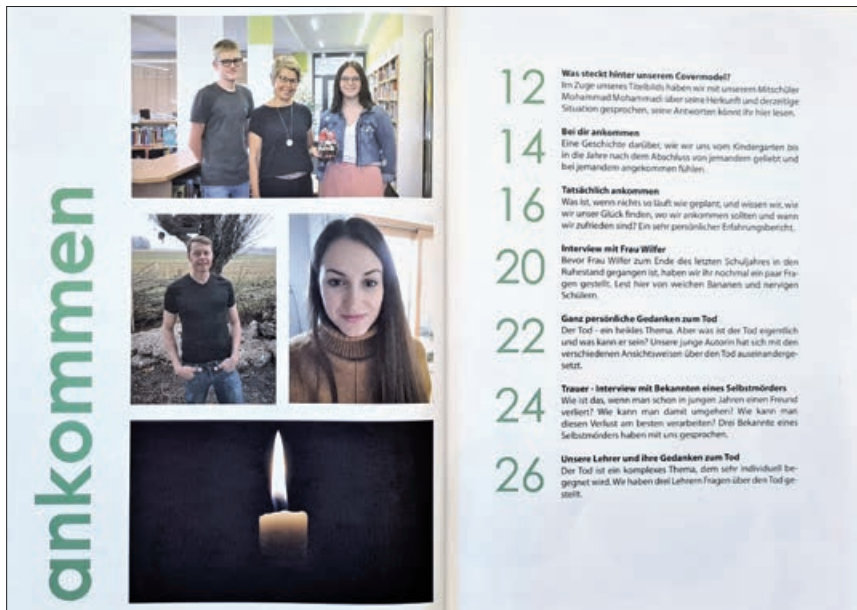 ankommen
12
Was steckt hinter unserem Covermodel?
Im Zuge unseres Titelbilds haben wir mit unserem Mitschüler
Mohammad Mohammadi über seine Herkunft und derzeitige
Situation gesprochen, seine Antworten könnt ihr hier lesen.
14
Bei dir ankommen
Eine Geschichte darüber, wie wir uns vom Kindergarten bis
in die Jahre nach dem Abschluss von jemandem geliebt und
bei jemandem angekommen fühlen.
16
Tatsächlich ankommen
Was ist, wenn nichts so läuft wie geplant, und wissen wir, wie
wir unser Glück finden, wo wir ankommen sollten und wann
wir zufrieden sind? Ein sehr persönlicher Erfahrungsbericht.
20
Interview mit Frau Wilfer
Bevor Frau Wilfer zum Ende des letzten Schuljahres in den
Ruhestand gegangen ist, haben wir ihr nochmal ein paar Fra-
gen gestellt. Lest hier von weichen Bananen und nervigen
Schülern.
22
Ganz persönliche Gedanken zum Tod
Der Tod - ein heikles Thema. Aber was ist der Tod eigentlich
und was kann er sein? Unsere junge Autorin hat sich mit den
verschiedenen Ansichtsweisen über den Tod auseinanderge-
setzt.
24
Trauer - Interview mit Bekannten eines Selbstmörders
Wie ist das, wenn man schon in jungen Jahren einen Freund
verliert? Wie kann man damit umgehen? Wie kann man
diesen Verlust am besten verarbeiten? Drei Bekannte eines
Selbstmörders haben mit uns gesprochen.
26
Unsere Lehrer und ihre Gedanken zum Tod
Der Tod ist ein komplexes Thema, dem sehr individuell be-
gegnet wird. Wir haben drei Lehrern Fragen über den Tod ge-
stellt.